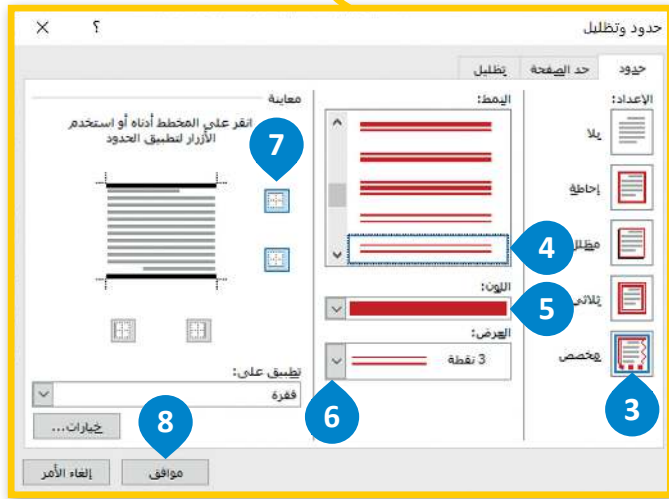 حدود وتظليل
؟
×
حدود
حد الصفحة
تظليل
الإعداد:
بلا
إحاطة
مظلل
ثلاثي
مخصص
3
النمط:
4
اللون:
5
العرض:
3 نقطة
6
معاينة
انقر على المخطط أدناه أو استخدم
الأزرار لتطبيق الحدود
7
تطبيق على:
فقرة
خيارات...
8
موافق
إلغاء الأمر